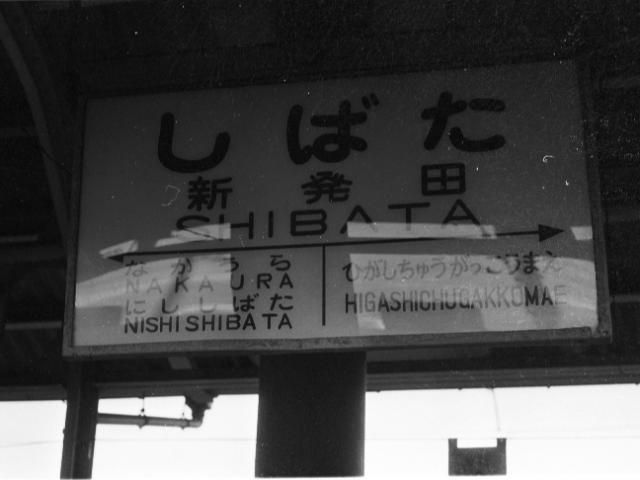 しばた
新発田
SHIBATA
なかうら
NAKAURA
にししばた
NISHISHIBATA
ひがしちゅうがっこうまえ
HIGASHICHUGAKKOMAE